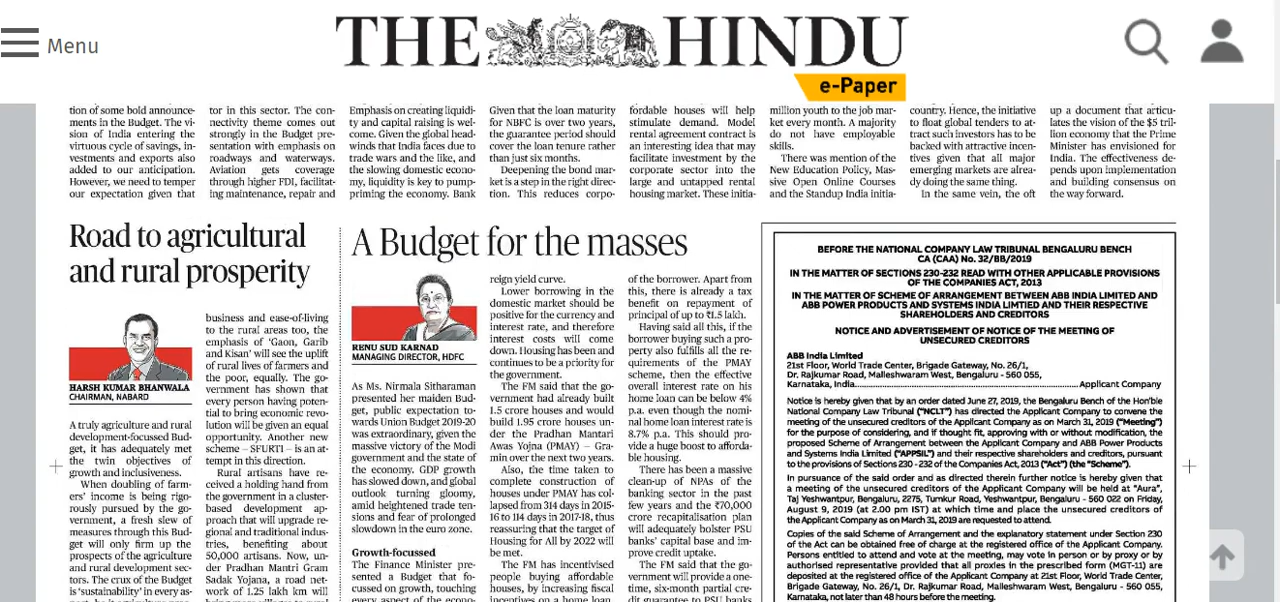 Menu
THE HINDU
e-Paper
tion of some bold announce-
ments in the Budget. The vi-
sion of India entering the
virtuous cycle of savings, in-
vestments and exports also
added to our anticipation.
However, we need to temper
our expectation given that
tor in this sector. The con-
nectivity theme comes out
strongly in the Budget pre-
sentation with emphasis on
roadways and waterways.
Aviation gets coverage
through higher FDI, facilitat-
ing maintenance, repair and
Emphasis on creating liquidi-
ty and capital raising is wel-
come. Given the global head-
winds that India faces due to
trade wars and the like, and
the slowing domestic econo-
my, liquidity is key to pump-
priming the economy. Bank
Given that the loan maturity
for NBFC is over two years,
the guarantee period should
cover the loan tenure rather
than just six months.
Deepening the bond mar-
ket is a step in the right direc-
tion. This reduces corpo-
fordable houses will help
stimulate demand. Model
rental agreement contract is
an interesting idea that may
facilitate investment by the
corporate sector into the
large and untapped rental
housing market. These initia-
million youth to the job mar-
ket every month. A majority
do not have employable
skills.
There was mention of the
New Education Policy, Mas-
sive Open Online Courses
and the Standup India initia-
country. Hence, the initiative
to float global tenders to at-
tract such investors has to be
backed with attractive incen-
tives given that all major
emerging markets are alrea-
dy doing the same thing.
In the same vein, the oft
up a document that articu-
lates the vision of the $5 tril-
lion economy that the Prime
Minister has envisioned for
India. The effectiveness de-
pends upon implementation
and building consensus on
the way forward.
Road to agricultural
and rural prosperity
HARSH KUMAR BHANWALA
CHAIRMAN, NABARD
A truly agriculture and rural
development-focussed Bud-
get, it has adequately met
the twin objectives of
growth and inclusiveness.
When doubling of farm-
ers' income is being rigo-
rously pursued by the go-
vernment, a fresh slew of
measures through this Bud-
get will only firm up the
prospects of the agriculture
and rural development sec-
tors. The crux of the Budget
is 'sustainability' in every as-
business and ease-of-living
to the rural areas too, the
emphasis of 'Gaon, Garib
and Kisan' will see the uplift
of rural lives of farmers and
the poor, equally. The go-
vernment has shown that
every person having poten-
tial to bring economic revo-
lution will be given an equal
opportunity. Another new
scheme – SFURTI – is an at-
tempt in this direction.
Rural artisans have re-
ceived a holding hand from
the government in a cluster-
based development ap-
proach that will upgrade re-
gional and traditional indus-
tries, benefiting about
50,000 artisans. Now, un-
der Pradhan Mantri Gram
Sadak Yojana, a road net-
work of 1.25 lakh km will
A Budget for the masses
RENU SUD KARNAD
MANAGING DIRECTOR, HDFC
As Ms. Nirmala Sitharaman
presented her maiden Bud-
get, public expectation to-
wards Union Budget 2019-20
was extraordinary, given the
massive victory of the Modi
government and the state of
the economy. GDP growth
has slowed down, and global
outlook turning gloomy,
amid heightened trade ten-
sions and fear of prolonged
slowdown in the euro zone.
Growth-focussed
The Finance Minister pre-
sented a Budget that fo-
cussed on growth, touching
every aspect of the econo-
reign yield curve.
Lower borrowing in the
domestic market should be
positive for the currency and
interest rate, and therefore
interest costs will come
down. Housing has been and
continues to be a priority for
the government.
The FM said that the go-
vernment had already built
1.5 crore houses and would
build 1.95 crore houses un-
der the Pradhan Mantari
Awas Yojna (PMAY) – Gra-
min over the next two years.
Also, the time taken to
complete construction of
houses under PMAY has col-
lapsed from 314 days in 2015-
16 to 114 days in 2017-18, thus
reassuring that the target of
Housing for All by 2022 will
be met.
The FM has incentivised
people buying affordable
houses, by increasing fiscal
incentives on a home loan.
of the borrower. Apart from
this, there is already a tax
benefit on repayment of
principal of up to ₹1.5 lakh.
Having said all this, if the
borrower buying such a pro-
perty also fulfills all the re-
quirements of the PMAY
scheme, then the effective
overall interest rate on his
home loan can be below 4%
p.a. even though the nomi-
nal home loan interest rate is
8.7% p.a. This should pro-
vide a huge boost to afforda-
ble housing.
There has been a massive
clean-up of NPAs of the
banking sector in the past
few years and the ₹70,000
crore recapitalisation plan
will adequately bolster PSU
banks' capital base and im-
prove credit uptake.
The FM said that the go-
vernment will provide a one-
time, six-month partial cre-
dit guarantee to PSU banks
BEFORE THE NATIONAL COMPANY LAW TRIBUNAL BENGALURU BENCH
CA (CAA) No. 32/BB/2019
IN THE MATTER OF SECTIONS 230-232 READ WITH OTHER APPLICABLE PROVISIONS
OF THE COMPANIES ACT, 2013
IN THE MATTER OF SCHEME OF ARRANGEMENT BETWEEN ABB INDIA LIMITED AND
ABB POWER PRODUCTS AND SYSTEMS INDIA LIMTIED AND THEIR RESPECTIVE
SHAREHOLDERS AND CREDITORS
NOTICE AND ADVERTISEMENT OF NOTICE OF THE MEETING OF
UNSECURED CREDITORS
ABB India Limited
21st Floor, World Trade Center, Brigade Gateway, No. 26/1,
Dr. Rajkumar Road, Malleshwaram West, Bengaluru - 560 055,
Karnataka, India.......................................................................Applicant Company
Notice is hereby given that by an order dated June 27, 2019, the Bengaluru Bench of the Hon'ble
National Company Law Tribunal ("NCLT") has directed the Applicant Company to convene the
meeting of the unsecured creditors of the Applicant Company as on March 31, 2019 ("Meeting")
for the purpose of considering, and if thought fit, approving with or without modification, the
proposed Scheme of Arrangement between the Applicant Company and ABB Power Products
and Systems India Limited ("APPSIL") and their respective shareholders and creditors, pursuant
to the provisions of Sections 230 - 232 of the Companies Act, 2013 ("Act") (the "Scheme").
In pursuance of the said order and as directed therein further notice is hereby given that
a meeting of the unsecured creditors of the Company will be held at "Aura",
Taj Yeshwantpur, Bengaluru, 2275, Tumkur Road, Yeshwantpur, Bengaluru - 560 022 on Friday,
August 9, 2019 (at 2.00 pm IST) at which time and place the unsecured creditors of
the Applicant Company as on March 31, 2019 are requested to attend.
Copies of the said Scheme of Arrangement and the explanatory statement under Section 230
of the Act can be obtained free of charge at the registered office of the Applicant Company.
Persons entitled to attend and vote at the meeting, may vote in person or by proxy or by
authorised representative provided that all proxies in the prescribed form (MGT-11) are
deposited at the registered office of the Applicant Company at 21st Floor, World Trade Center,
Brigade Gateway, No. 26/1, Dr. Rajkumar Road, Malleshwaram West, Bengaluru - 560 055,
Karnataka, not later than 48 hours before the meeting.